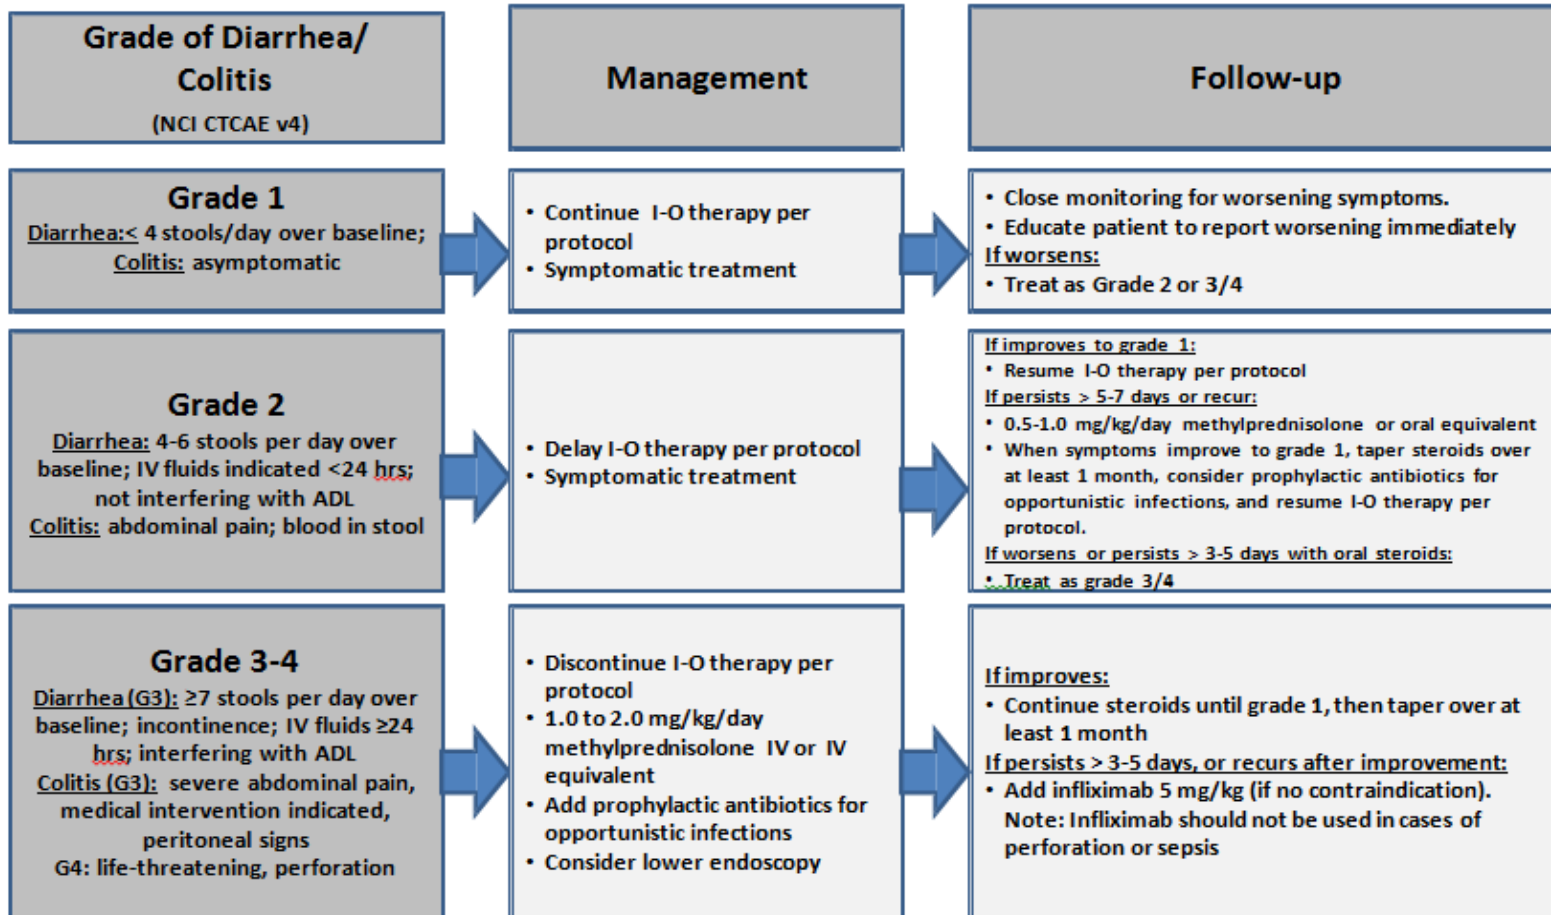 Grade of Diarrhea/
Colitis
(NCI CTCAE v4)
Management
Follow-up
Grade 1
Diarrhea:< 4 stools/day over baseline;
Colitis: asymptomatic
• Continue I-O therapy per
protocol
• Symptomatic treatment
• Close monitoring for worsening symptoms.
• Educate patient to report worsening immediately
If worsens:
• Treat as Grade 2 or 3/4
Grade 2
Diarrhea: 4-6 stools per day over
baseline; IV fluids indicated <24 hrs;
not interfering with ADL
Colitis: abdominal pain; blood in stool
• Delay I-O therapy per protocol
• Symptomatic treatment
If improves to grade 1:
• Resume I-O therapy per protocol
If persists > 5-7 days or recur:
• 0.5-1.0 mg/kg/day methylprednisolone or oral equivalent
• When symptoms improve to grade 1, taper steroids over
at least 1 month, consider prophylactic antibiotics for
opportunistic infections, and resume I-O therapy per
protocol.
If worsens or persists > 3-5 days with oral steroids:
• Treat as grade 3/4
Grade 3-4
Diarrhea (G3): ≥7 stools per day over
baseline; incontinence; IV fluids ≥24
hrs; interfering with ADL
Colitis (G3): severe abdominal pain,
medical intervention indicated,
peritoneal signs
G4: life-threatening, perforation
• Discontinue I-O therapy per
protocol
• 1.0 to 2.0 mg/kg/day
methylprednisolone IV or IV
equivalent
• Add prophylactic antibiotics for
opportunistic infections
• Consider lower endoscopy
If improves:
• Continue steroids until grade 1, then taper over at
least 1 month
If persists > 3-5 days, or recurs after improvement:
• Add infliximab 5 mg/kg (if no contraindication).
Note: Infliximab should not be used in cases of
perforation or sepsis